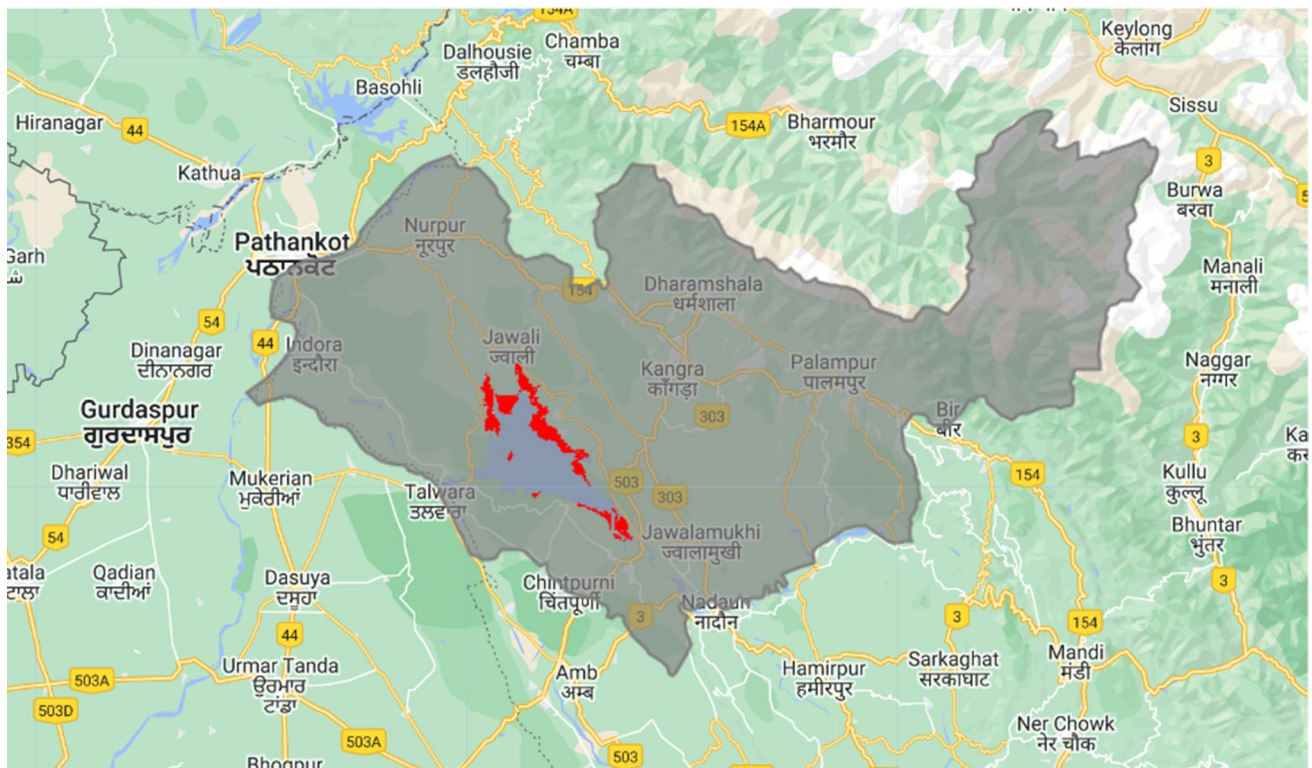 154A
Keylong
केलांग
Dalhousie
डलहौजी
Chamba
चम्बा
Basohli
Sissu
Hiranagar
44
154A
Bharmour
भरमौर
3
Kathua
Burwa
बरवा
Nurpur
नूरपुर
Pathankot
ਪਠਾਨਕੋਟ
Garh
Manali
मनाली
154
Dharamshala
धर्मशाला
54
44
Indora
इन्दौरा
Jawali
ज्वाली
Dinanagar
ਦੀਨਾਨਗਰ
Kangra
काँगड़ा
Palampur
पालमपुर
Naggar
नग्गर
Gurdaspur
ਗੁਰਦਾਸਪੁਰ
303
Bir
बीर
354
3
Dhariwal
ਧਾਰੀਵਾਲ
Mukerian
ਮੁਕੇਰੀਆਂ
503
154
Kullu
कुल्लू
Talwara
ਤਲਵਾੜਾ
303
54
Jawalamukhi
ज्वालामुखी
Bhuntar
भुंतर
Qadian
ਕਾਦੀਆਂ
Dasuya
ਦਸੂਹਾ
Chintpurni
चिंतपूर्णी
3
Nadaun
नादौन
3
3
154
44
Urmar Tanda
ਉਰਮਾਰ
ਟਾਂਡਾ
503A
Amb
अम्ब
Hamirpur
हमीरपुर
Sarkaghat
सरकाघाट
Mandi
मंडी
503D
503A
Ner Chowk
नेर चौक
503